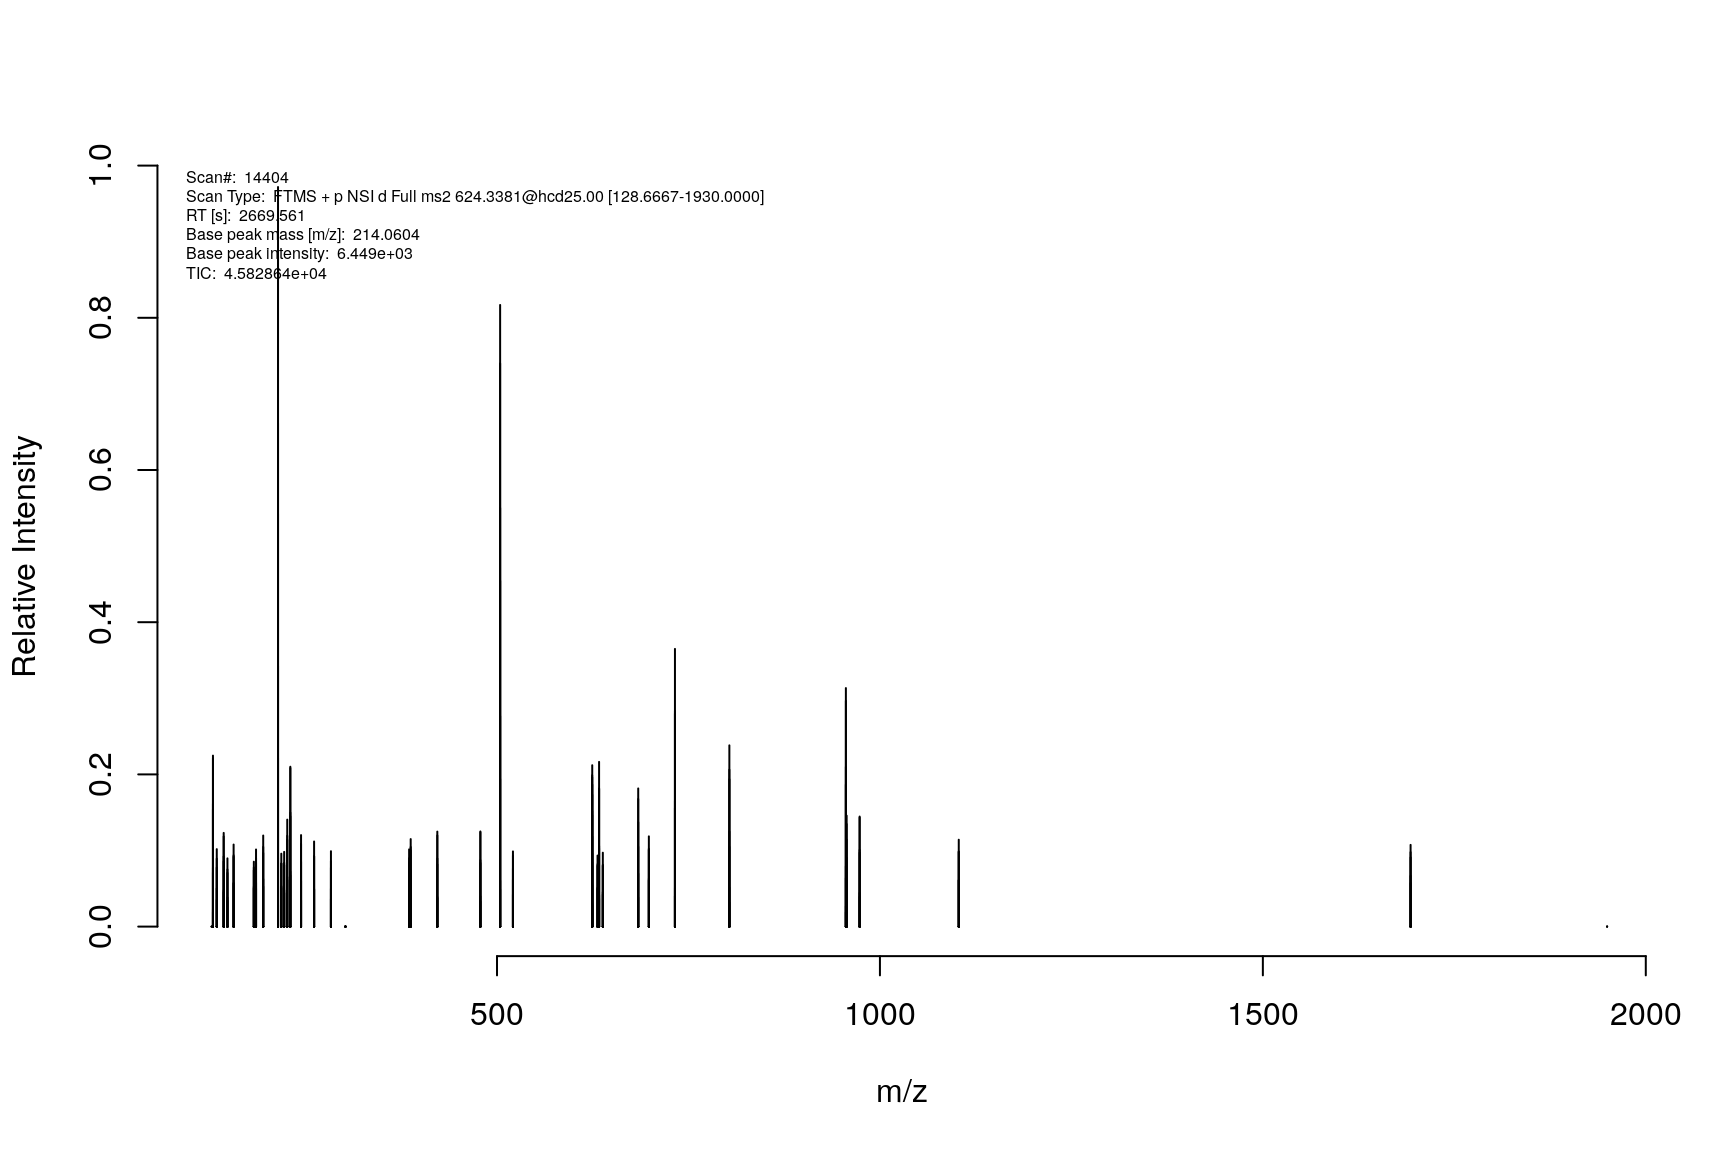 Scan#: 14404
Scan Type: FTMS + p NSI d Full ms2 624.3381@hcd25.00 [128.6667-1930.0000]
RT [s]: 2669.561
Base peak mass [m/z]: 214.0604
Base peak intensity: 6.449e+03
TIC: 4.582864e+04
1.0
0.8
0.6
0.4
0.2
0.0
Relative Intensity
500 1000 1500 2000
m/z